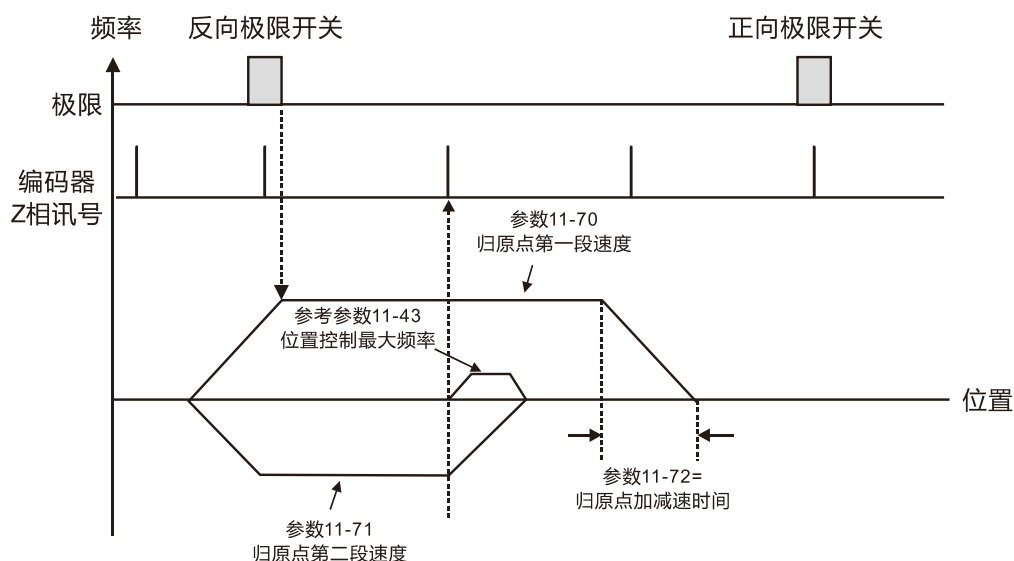 频率
反向极限开关
正向极限开关
极限
编码器
Z相讯号
参数11-70
归原点第一段速度
参考参数11-43
位置控制最大频率
位置
参数11-72=
归原点加减速时间
参数11-71
归原点第二段速度